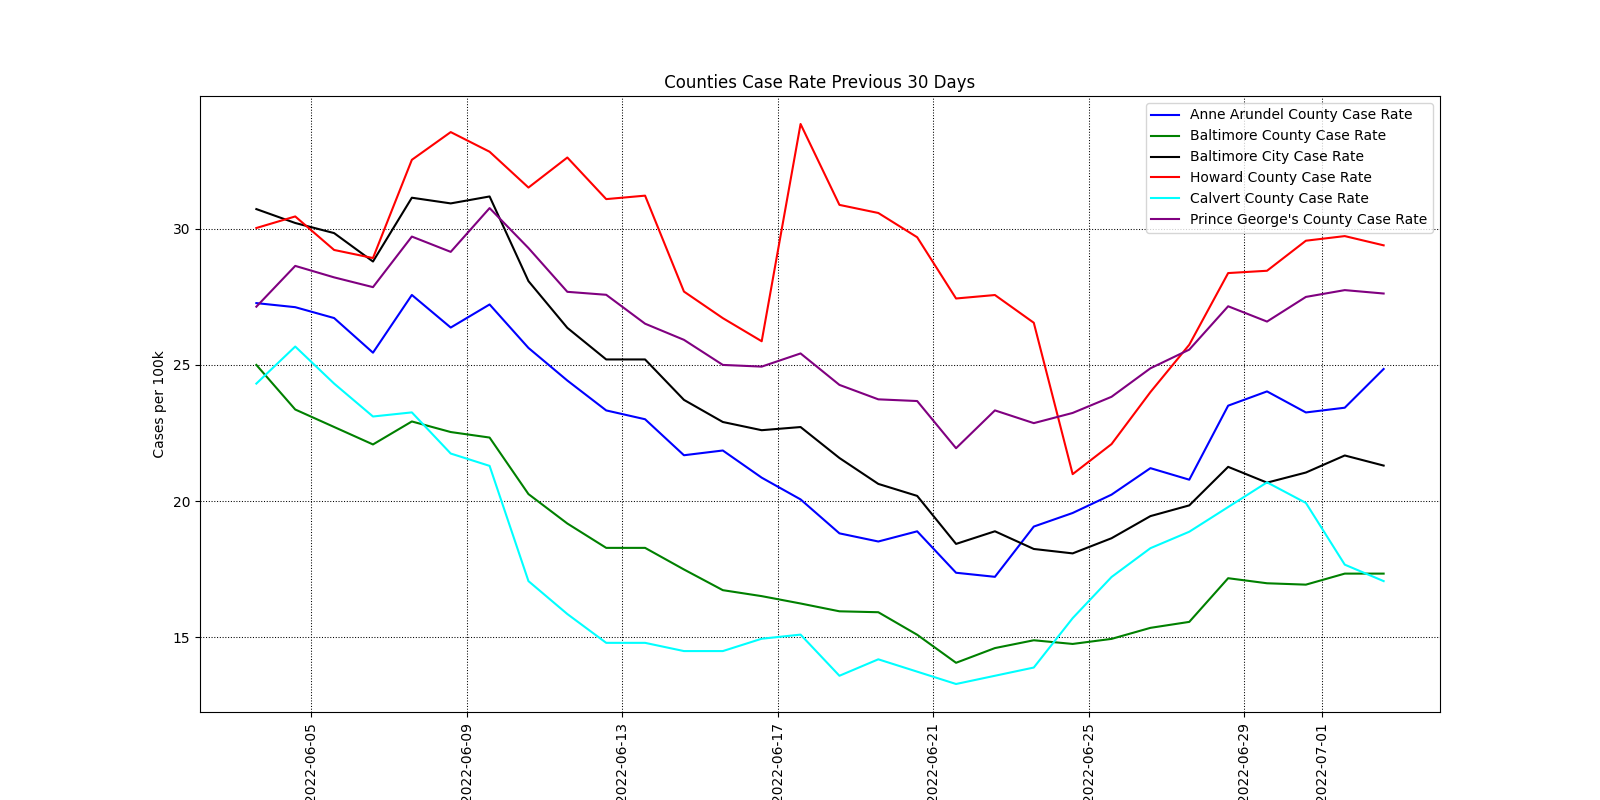 Counties Case Rate Previous 30 Days
Anne Arundel County Case Rate
Baltimore County Case Rate
Baltimore City Case Rate
Howard County Case Rate
Calvert County Case Rate
Prince George's County Case Rate
Cases per 100k
30
25
20
15
2022-06-05
2022-06-09
2022-06-13
2022-06-17
2022-06-21
2022-06-25
2022-06-29
2022-07-01